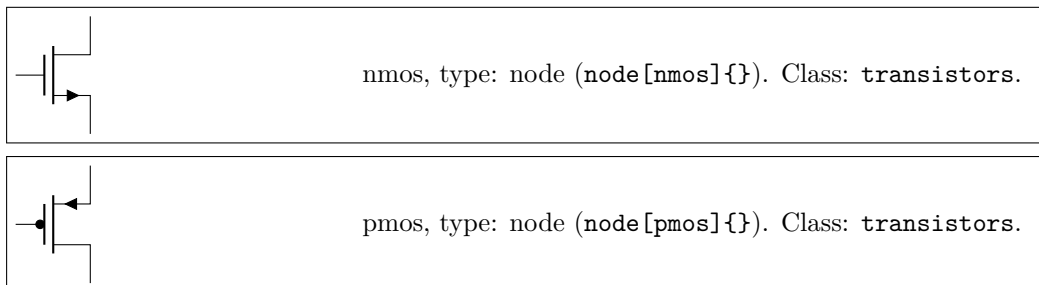 nmos, type: node (node[nmos]{}). Class: transistors.
pmos, type: node (node[pmos]{}). Class: transistors.